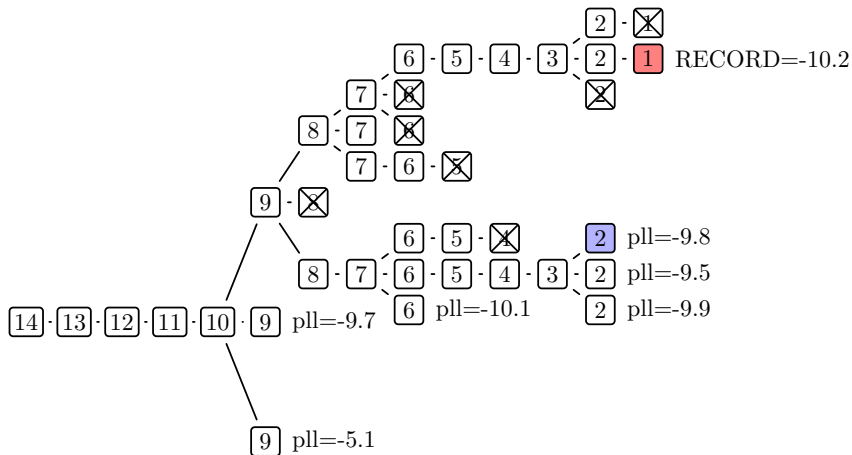 2 1
6 5 4 3 2 1 RECORD=-10.2
7 6 2
8 7 6
7 6 5
9 8
6 5 4 2 pll=-9.8
8 7 6 5 4 3 2 pll=-9.5
6 pll=-10.1 2 pll=-9.9
14 13 12 11 10 9 pll=-9.7
9 pll=-5.1